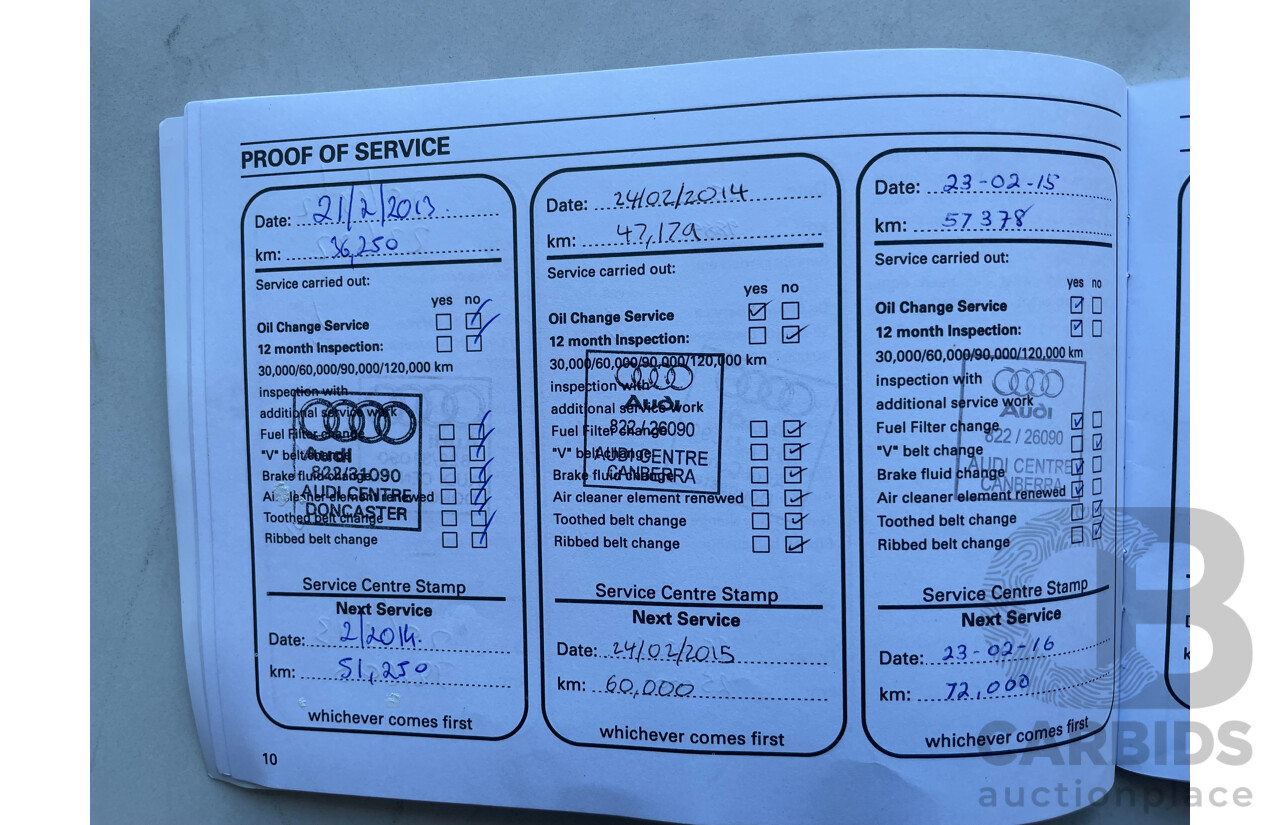 PROOF OF SERVICE
Date: 21/2/2013
km: 36,250
Service carried out:
yes no
Oil Change Service
12 month Inspection:
30,000/60,000/90,000/120,000 km
inspection with
additional service work
Fuel Filter change
"V" belt change
Brake fluid change
Air cleaner element renewed
Toothed belt change
Ribbed belt change
Audi
822/31090
AUDI CENTRE
DONCASTER
Service Centre Stamp
Next Service
Date: 2/2014.
km: 51,250
whichever comes first
10
Date: 24/02/2014
km: 47,179
Service carried out:
yes no
Oil Change Service
12 month Inspection:
30,000/60,000/90,000/120,000 km
inspection with
additional service work
Fuel Filter change
"V" belt change
Brake fluid change
Air cleaner element renewed
Toothed belt change
Ribbed belt change
Audi
822/26090
AUDI CENTRE
CANBERRA
Service Centre Stamp
Next Service
Date: 24/02/2015
km: 60,000
whichever comes first
Date: 23-02-15
km: 57378
Service carried out:
yes no
Oil Change Service
12 month Inspection:
30,000/60,000/90,000/120,000 km
inspection with
additional service work
Fuel Filter change
"V" belt change
Brake fluid change
Air cleaner element renewed
Toothed belt change
Ribbed belt change
Audi
822/26090
AUDI CENTRE
CANBERRA
Service Centre Stamp
Next Service
Date: 23-02-16
km: 72,000
whichever comes first
CB
CARBIDS
auctionplace